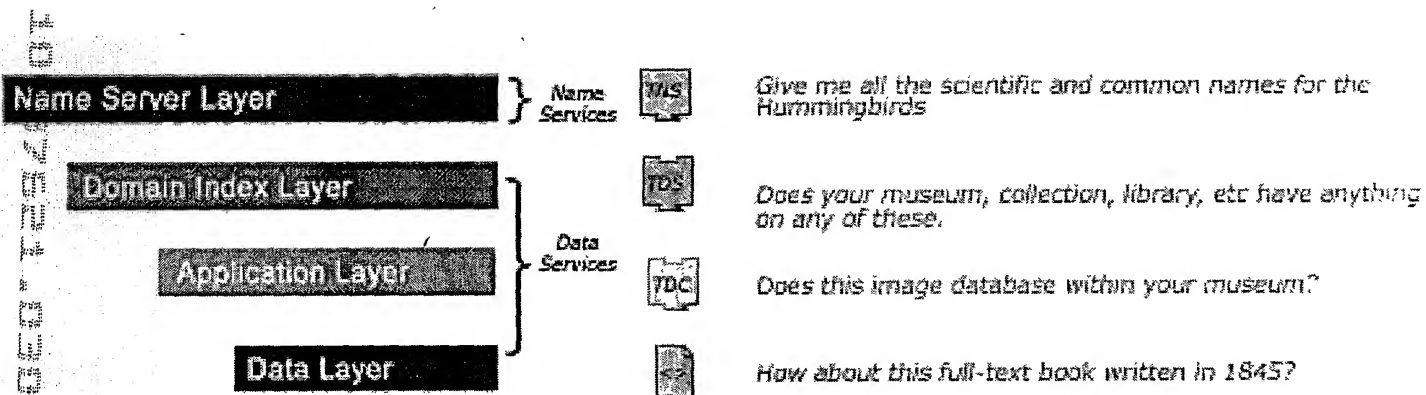 Name Server Layer
Name
Services
TNS
Give me all the scientific and common names for the
Hummingbirds
Domain Index Layer
TDS
Does your museum, collection, library, etc have anything
on any of these.
Data
Services
Application Layer
TDC
Does this image database within your museum?
Data Layer
<>
How about this full-text book written in 1845?